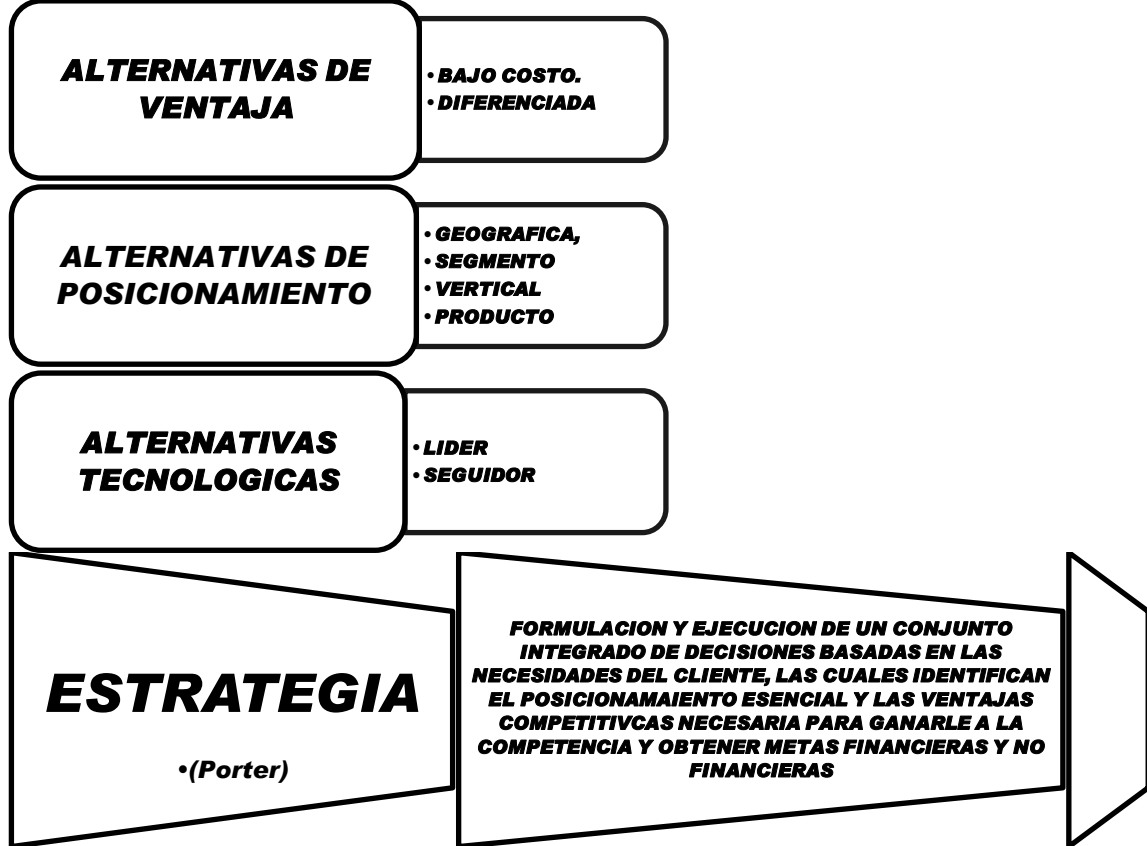 ALTERNATIVAS DE
VENTAJA
• BAJO COSTO.
• DIFERENCIADA
ALTERNATIVAS DE
POSICIONAMIENTO
• GEOGRAFICA,
• SEGMENTO
• VERTICAL
• PRODUCTO
ALTERNATIVAS
TECNOLOGICAS
• LIDER
• SEGUIDOR
ESTRATEGIA
•(Porter)
FORMULACION Y EJECUCION DE UN CONJUNTO
INTEGRADO DE DECISIONES BASADAS EN LAS
NECESIDADES DEL CLIENTE, LAS CUALES IDENTIFICAN
EL POSICIONAMAIENTO ESENCIAL Y LAS VENTAJAS
COMPETITIVCAS NECESARIA PARA GANARLE A LA
COMPETENCIA Y OBTENER METAS FINANCIERAS Y NO
FINANCIERAS